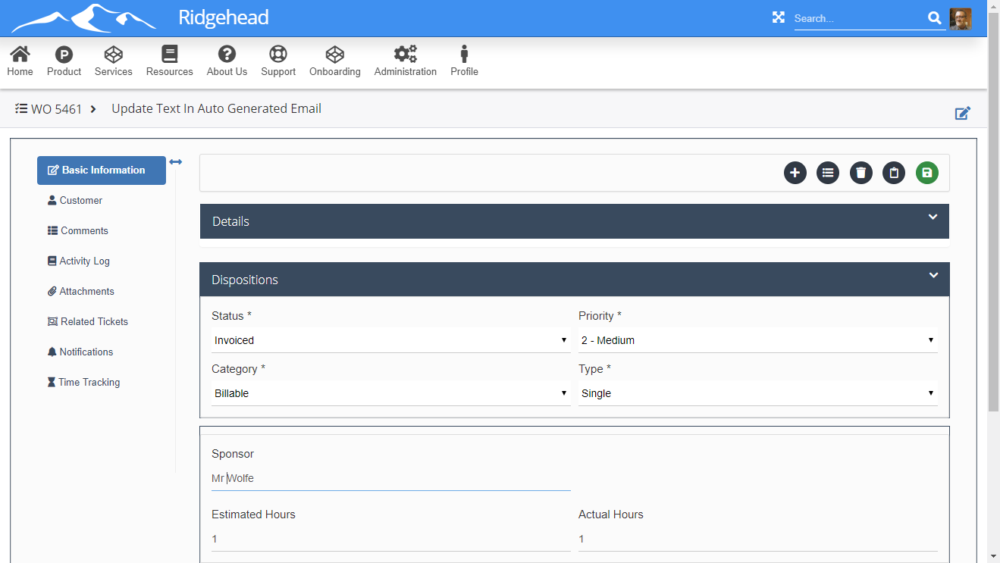 Ridgehead
Search...
Home Product Services Resources About Us Support Onboarding Administration Profile
WO 5461 Update Text In Auto Generated Email
Basic Information
Customer
Comments
Activity Log
Attachments
Related Tickets
Notifications
Time Tracking
Details
Dispositions
Status * Priority *
Invoiced 2 - Medium
Category * Type *
Billable Single
Sponsor
Mr Wolfe
Estimated Hours Actual Hours
1 1